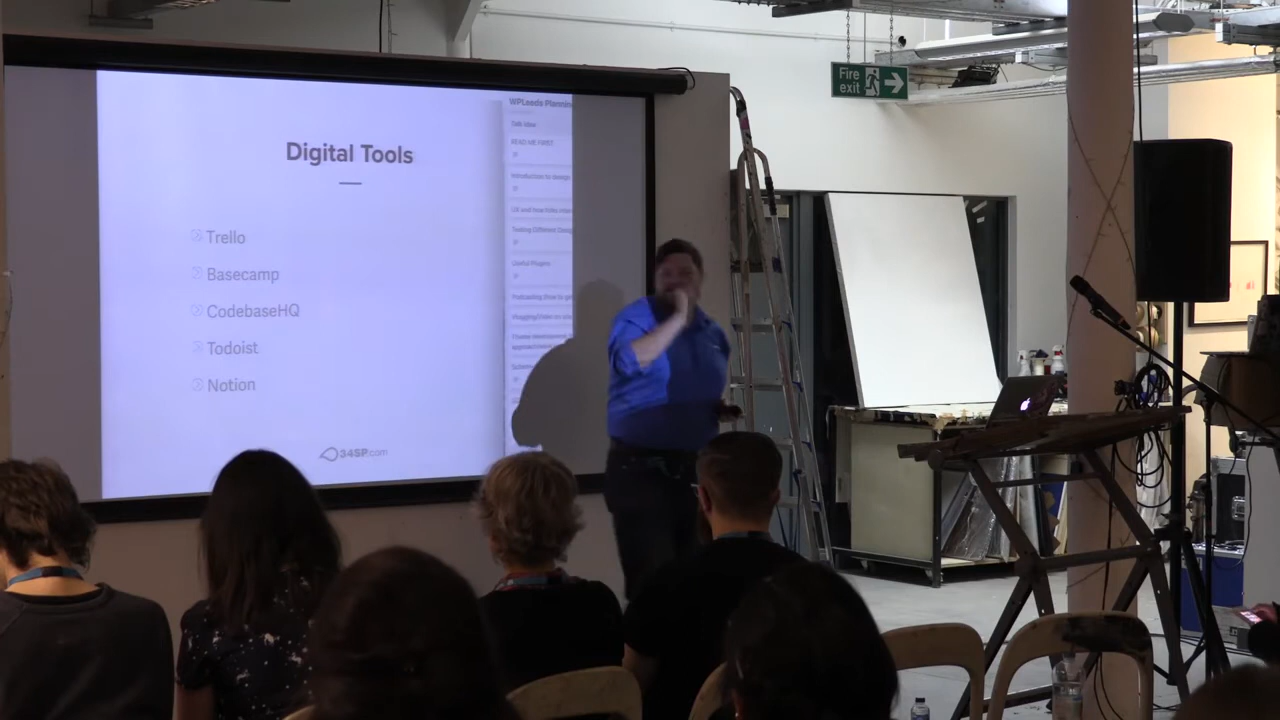 Digital Tools
Trello
Basecamp
CodebaseHQ
Todoist
Notion
34SP.com
WPLeeds Planning
Talk Idea
READ ME FIRST
Introduction to design
Useful Plugins
Fire
exit